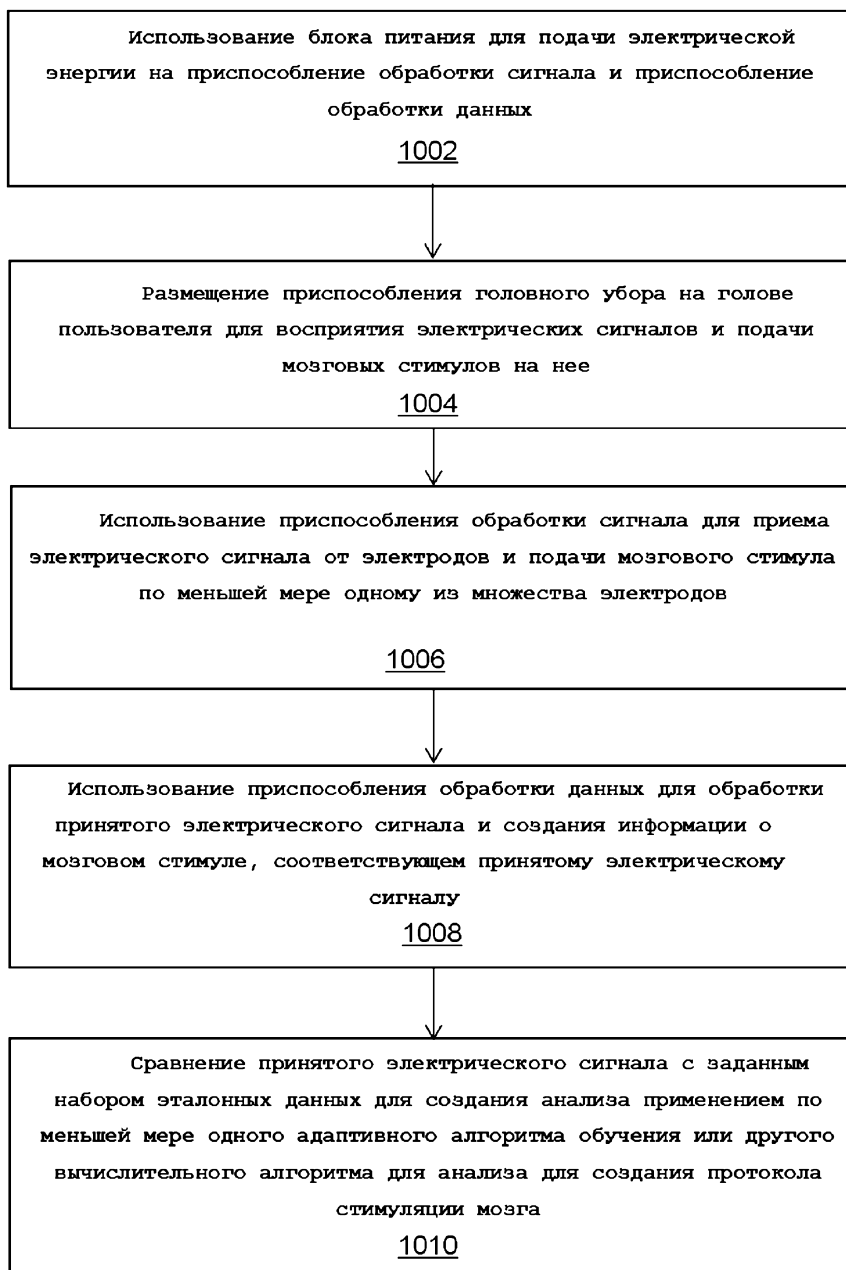 Использование блока питания для подачи электрической
энергии на приспособление обработки сигнала и приспособление
обработки данных
1002
Размещение приспособления головного убора на голове
пользователя для восприятия электрических сигналов и подачи
мозговых стимулов на нее
1004
Использование приспособления обработки сигнала для приема
электрического сигнала от электродов и подачи мозгового стимула
по меньшей мере одному из множества электродов
1006
Использование приспособления обработки данных для обработки
принятого электрического сигнала и создания информации о
мозговом стимуле, соответствующем принятому электрическому
сигналу
1008
Сравнение принятого электрического сигнала с заданным
набором эталонных данных для создания анализа применением по
меньшей мере одного адаптивного алгоритма обучения или другого
вычислительного алгоритма для анализа для создания протокола
стимуляции мозга
1010